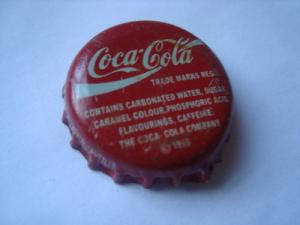 Coca-Cola
TRADE MARKS REG
CONTAINS CARBONATED WATER, SUGAR,
CARAMEL COLOUR, PHOSPHORIC ACID,
FLAVOURINGS, CAFFEINE.
THE COCA-COLA COMPANY